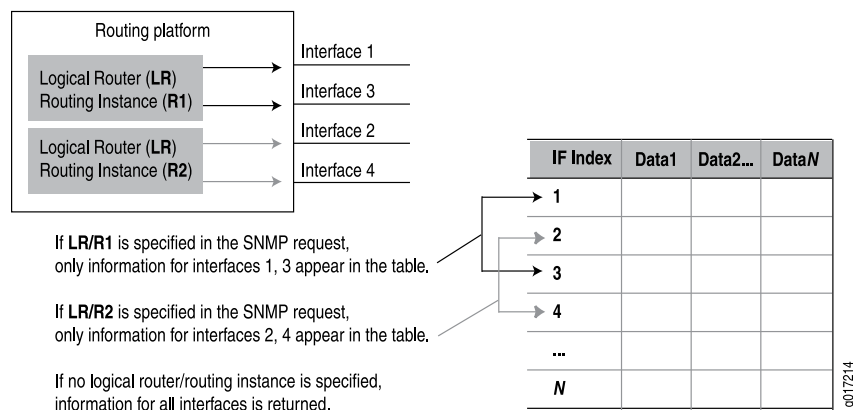 Routing platform
Logical Router (LR)
Routing Instance (R1)
Logical Router (LR)
Routing Instance (R2)
Interface 1
Interface 3
Interface 2
Interface 4
IF Index Data1 Data2... DataN
1
2
3
4
...
N
If LR/R1 is specified in the SNMP request,
only information for interfaces 1, 3 appear in the table.
If LR/R2 is specified in the SNMP request,
only information for interfaces 2, 4 appear in the table.
If no logical router/routing instance is specified,
information for all interfaces is returned.
g017214